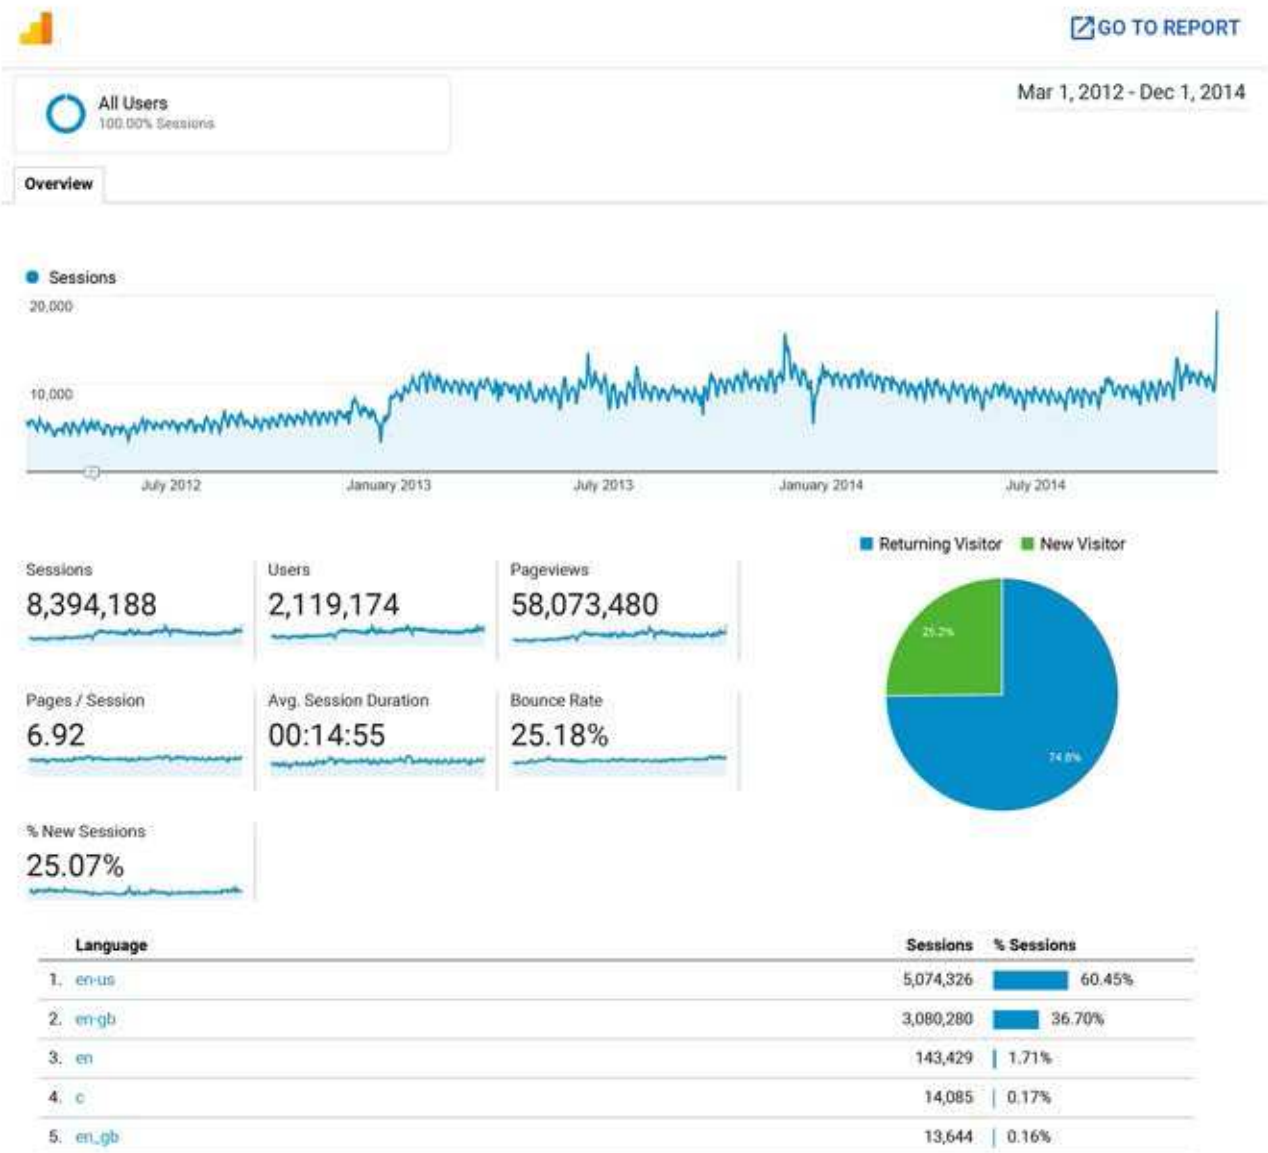 GO TO REPORT
All Users
100.00% Sessions
Mar 1, 2012 - Dec 1, 2014
Overview
Sessions
20,000
10,000
July 2012 January 2013 July 2013 January 2014 July 2014
Returning Visitor New Visitor
Sessions Users Pageviews
8,394,188 2,119,174 58,073,480
25.2%
Pages / Session Avg. Session Duration Bounce Rate
6.92 00:14:55 25.18%
74.8%
% New Sessions
25.07%
Language Sessions % Sessions
1. en-us 5,074,326 60.45%
2. en-gb 3,080,280 36.70%
3. en 143,429 1.71%
4. c 14,085 0.17%
5. en_gb 13,644 0.16%